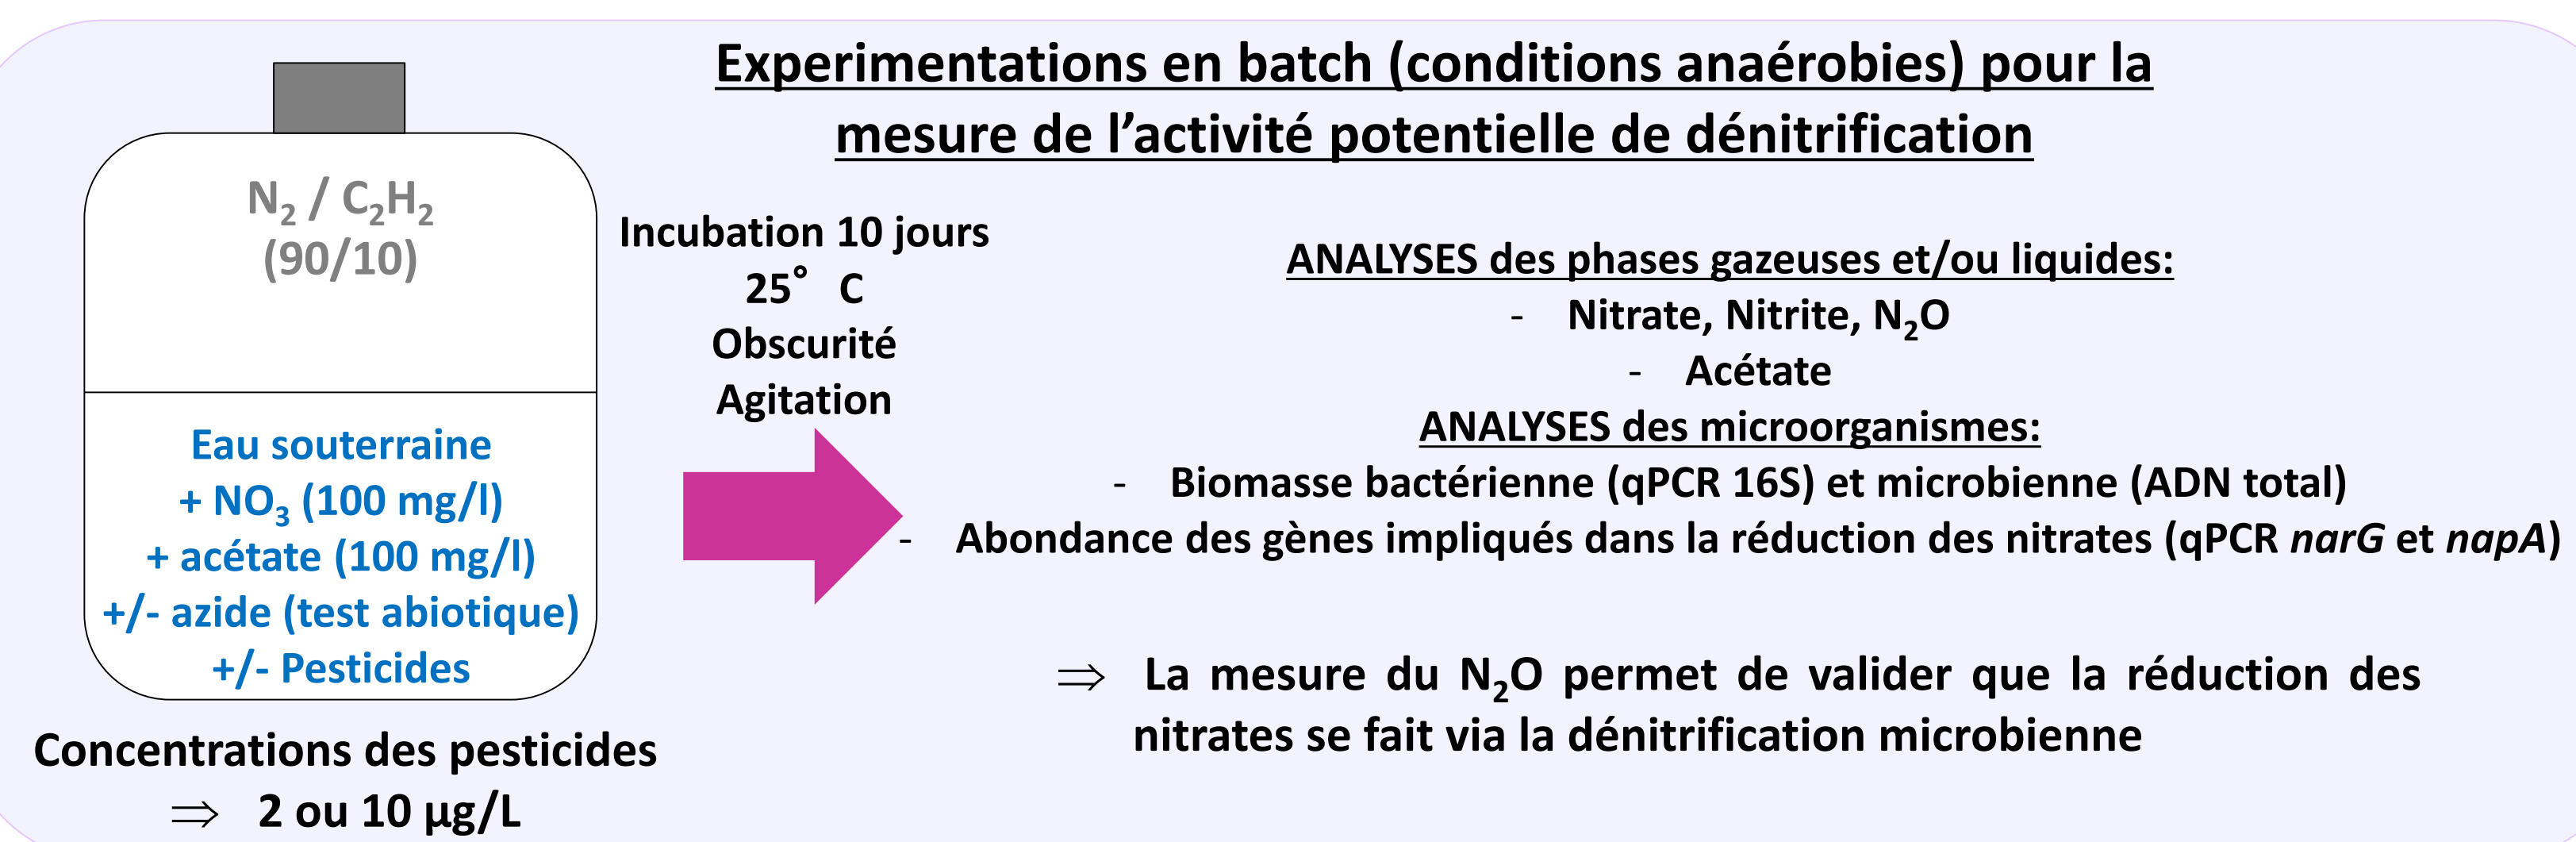 Experimentations en batch (conditions anaérobies) pour la
mesure de l’activité potentielle de dénitrification
N₂ / C₂H₂
(90/10)
Eau souterraine
+ NO₃ (100 mg/l)
+ acétate (100 mg/l)
+/- azide (test abiotique)
+/- Pesticides
Concentrations des pesticides
⇒ 2 ou 10 µg/L
Incubation 10 jours
25° C
Obscurité
Agitation
ANALYSES des phases gazeuses et/ou liquides:
- Nitrate, Nitrite, N₂O
- Acétate
ANALYSES des microorganismes:
- Biomasse bactérienne (qPCR 16S) et microbienne (ADN total)
- Abondance des gènes impliqués dans la réduction des nitrates (qPCR narG et napA)
⇒ La mesure du N₂O permet de valider que la réduction des
nitrates se fait via la dénitrification microbienne